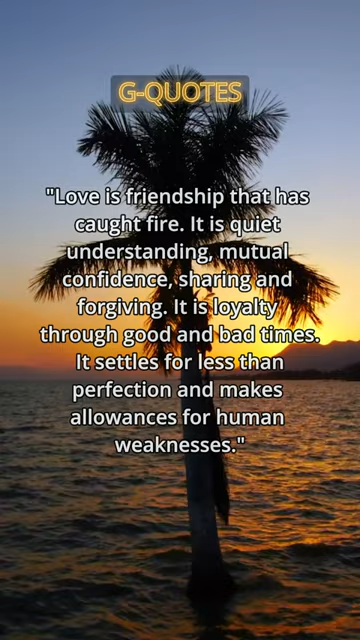 G-QUOTES
"Love is friendship that has
caught fire. It is quiet
understanding, mutual
confidence, sharing and
forgiving. It is loyalty
through good and bad times.
It settles for less than
perfection and makes
allowances for human
weaknesses."